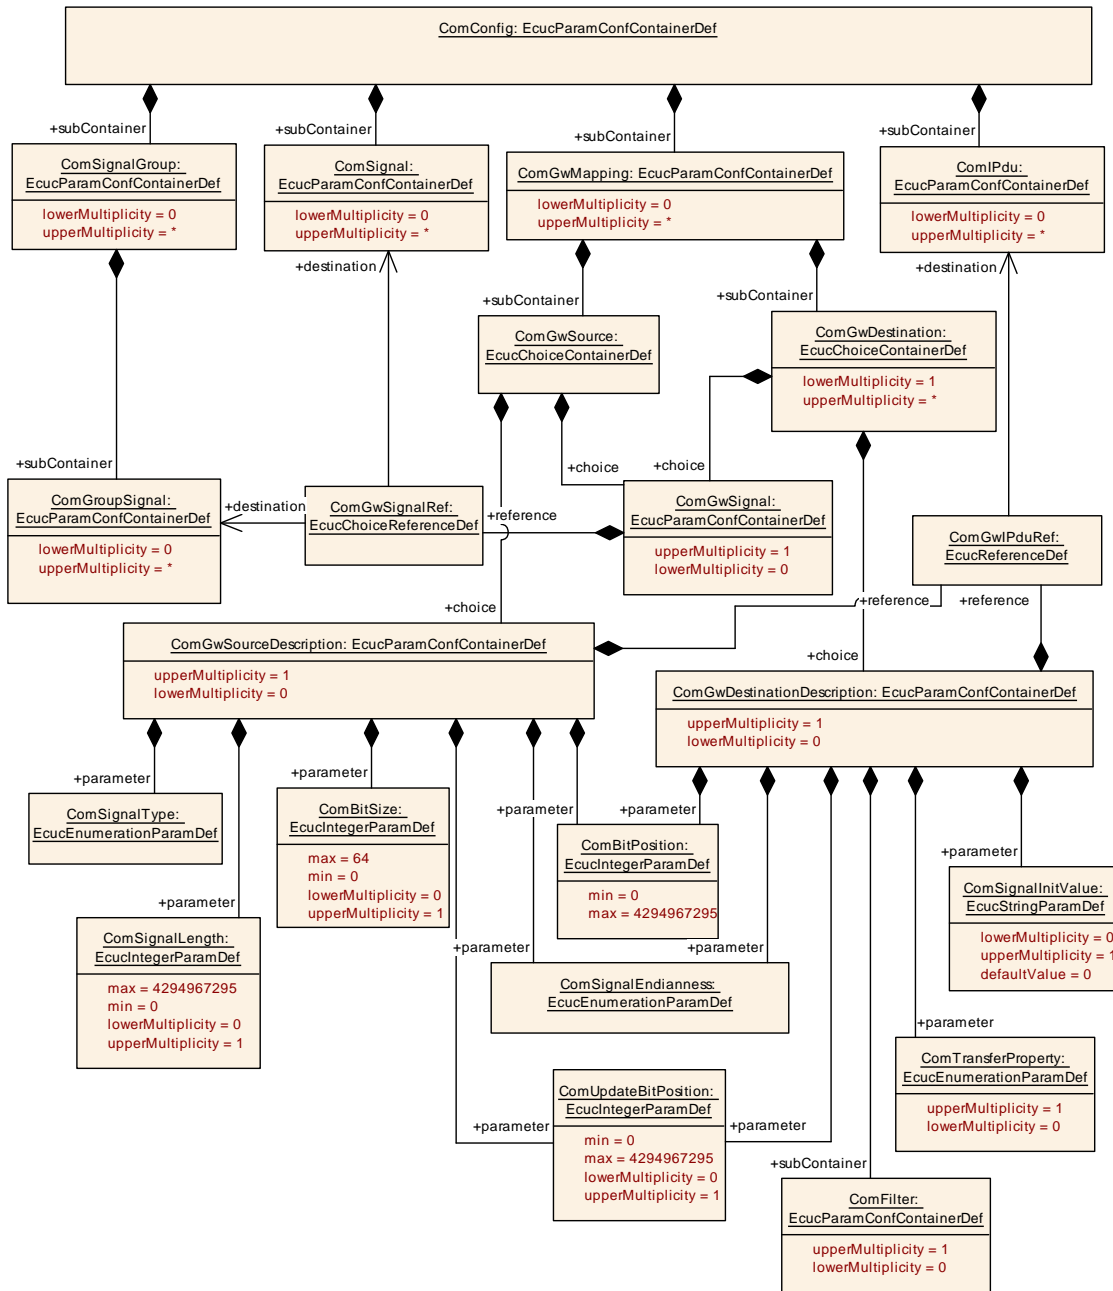 ComConfig: EcucParamConfContainerDef
+subContainer
+subContainer
+subContainer
+subContainer
ComSignalGroup:
EcucParamConfContainerDef
lowerMultiplicity = 0
upperMultiplicity = *
ComSignal:
EcucParamConfContainerDef
lowerMultiplicity = 0
upperMultiplicity = *
ComGwMapping: EcucParamConfContainerDef
lowerMultiplicity = 0
upperMultiplicity = *
ComIPdu:
EcucParamConfContainerDef
lowerMultiplicity = 0
upperMultiplicity = *
+destination
+destination
+subContainer
+subContainer
ComGwSource:
EcucChoiceContainerDef
ComGwDestination:
EcucChoiceContainerDef
lowerMultiplicity = 1
upperMultiplicity = *
+subContainer
+choice
+choice
ComGroupSignal:
EcucParamConfContainerDef
lowerMultiplicity = 0
upperMultiplicity = *
+destination
ComGwSignalRef:
EcucChoiceReferenceDef
+reference
ComGwSignal:
EcucParamConfContainerDef
upperMultiplicity = 1
lowerMultiplicity = 0
ComGwIPduRef:
EcucReferenceDef
+choice
+reference
+reference
ComGwSourceDescription: EcucParamConfContainerDef
upperMultiplicity = 1
lowerMultiplicity = 0
+choice
ComGwDestinationDescription: EcucParamConfContainerDef
upperMultiplicity = 1
lowerMultiplicity = 0
+parameter
+parameter
+parameter
+parameter
ComSignalType:
EcucEnumerationParamDef
ComBitSize:
EcucIntegerParamDef
max = 64
min = 0
lowerMultiplicity = 0
upperMultiplicity = 1
ComBitPosition:
EcucIntegerParamDef
min = 0
max = 4294967295
+parameter
ComSignalInitValue:
EcucStringParamDef
lowerMultiplicity = 0
upperMultiplicity = 1
defaultValue = 0
+parameter
ComSignalLength:
EcucIntegerParamDef
max = 4294967295
min = 0
lowerMultiplicity = 0
upperMultiplicity = 1
+parameter
+parameter
ComSignalEndianness:
EcucEnumerationParamDef
+parameter
ComTransferProperty:
EcucEnumerationParamDef
upperMultiplicity = 1
lowerMultiplicity = 0
ComUpdateBitPosition:
EcucIntegerParamDef
min = 0
max = 4294967295
lowerMultiplicity = 0
upperMultiplicity = 1
+parameter
+parameter
+subContainer
ComFilter:
EcucParamConfContainerDef
upperMultiplicity = 1
lowerMultiplicity = 0